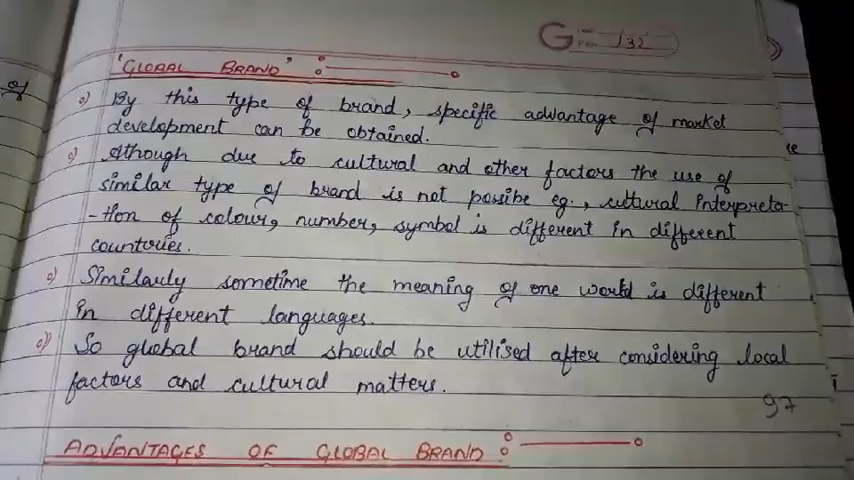 G 132
"GLOBAL BRAND" :
By this type of brand, specific advantage of market
development can be obtained.
Although due to cultural and other factors the use of
similar type of brand is not possibe eg., cultural interpreta-
-tion of colour, number, symbol is different in different
countries.
Similarly sometime the meaning of one world is different
in different languages.
So global brand should be utilised after considering local
factors and cultural matters.
97
ADVANTAGES OF GLOBAL BRAND :